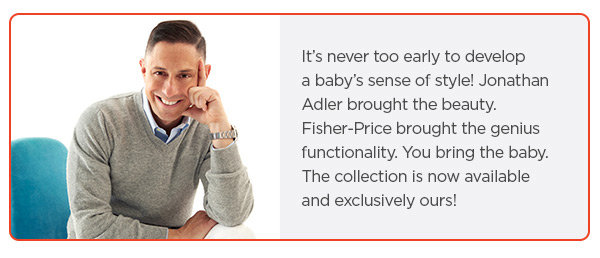 It’s never too early to develop
a baby’s sense of style! Jonathan
Adler brought the beauty.
Fisher-Price brought the genius
functionality. You bring the baby.
The collection is now available
and exclusively ours!